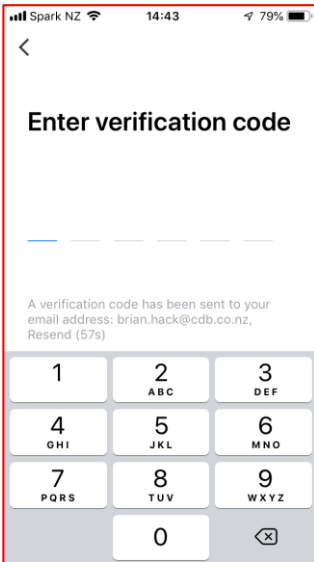 Spark NZ 14:43 79%
Enter verification code
A verification code has been sent to your
email address: brian.hack@cdb.co.nz,
Resend (57s)
1 2 3
ABC DEF
4 5 6
GHI JKL MNO
7 8 9
PQRS TUV WXYZ
0